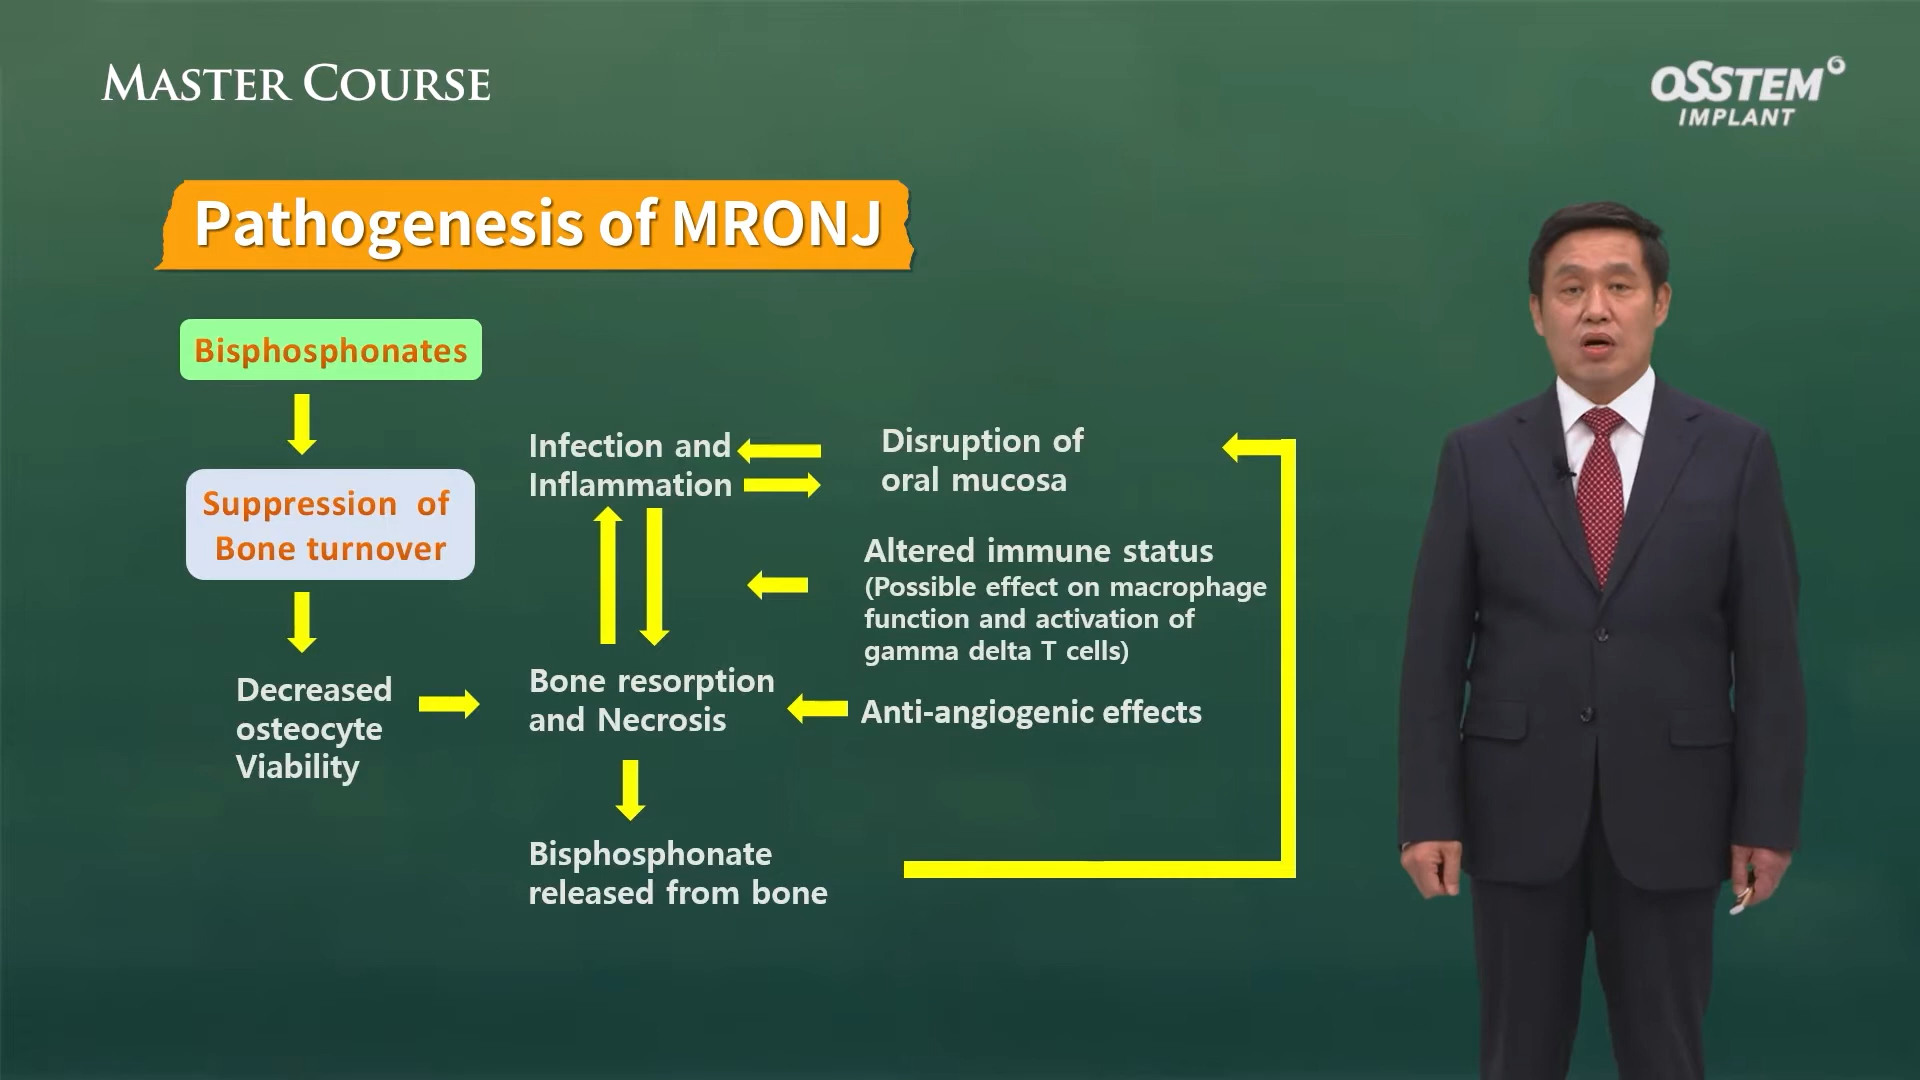 MASTER COURSE
OSSTEM
IMPLANT
Pathogenesis of MRONJ
Bisphosphonates
Suppression of
Bone turnover
Decreased
osteocyte
Viability
Infection and
Inflammation
Bone resorption
and Necrosis
Bisphosphonate
released from bone
Disruption of
oral mucosa
Altered immune status
(Possible effect on macrophage
function and activation of
gamma delta T cells)
Anti-angiogenic effects